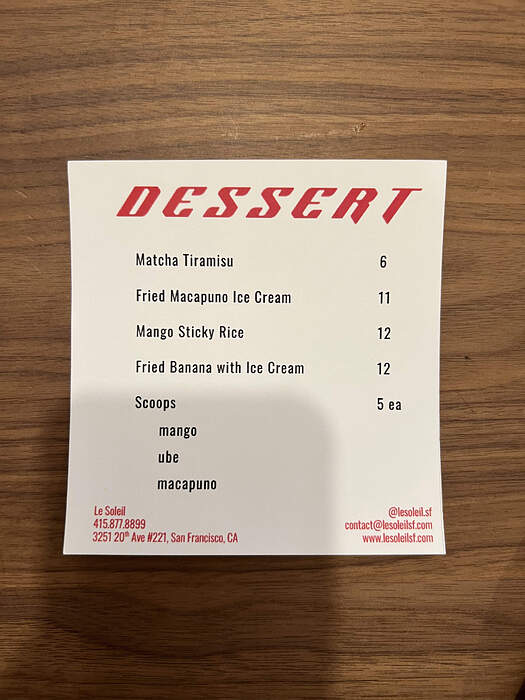 DESSERT
Matcha Tiramisu 6
Fried Macapuno Ice Cream 11
Mango Sticky Rice 12
Fried Banana with Ice Cream 12
Scoops 5 ea
mango
ube
macapuno
Le Soleil @lesoleil.sf
415.877.8899 contact@lesoleilsf.com
3251 20th Ave #221, San Francisco, CA www.lesoleilsf.com